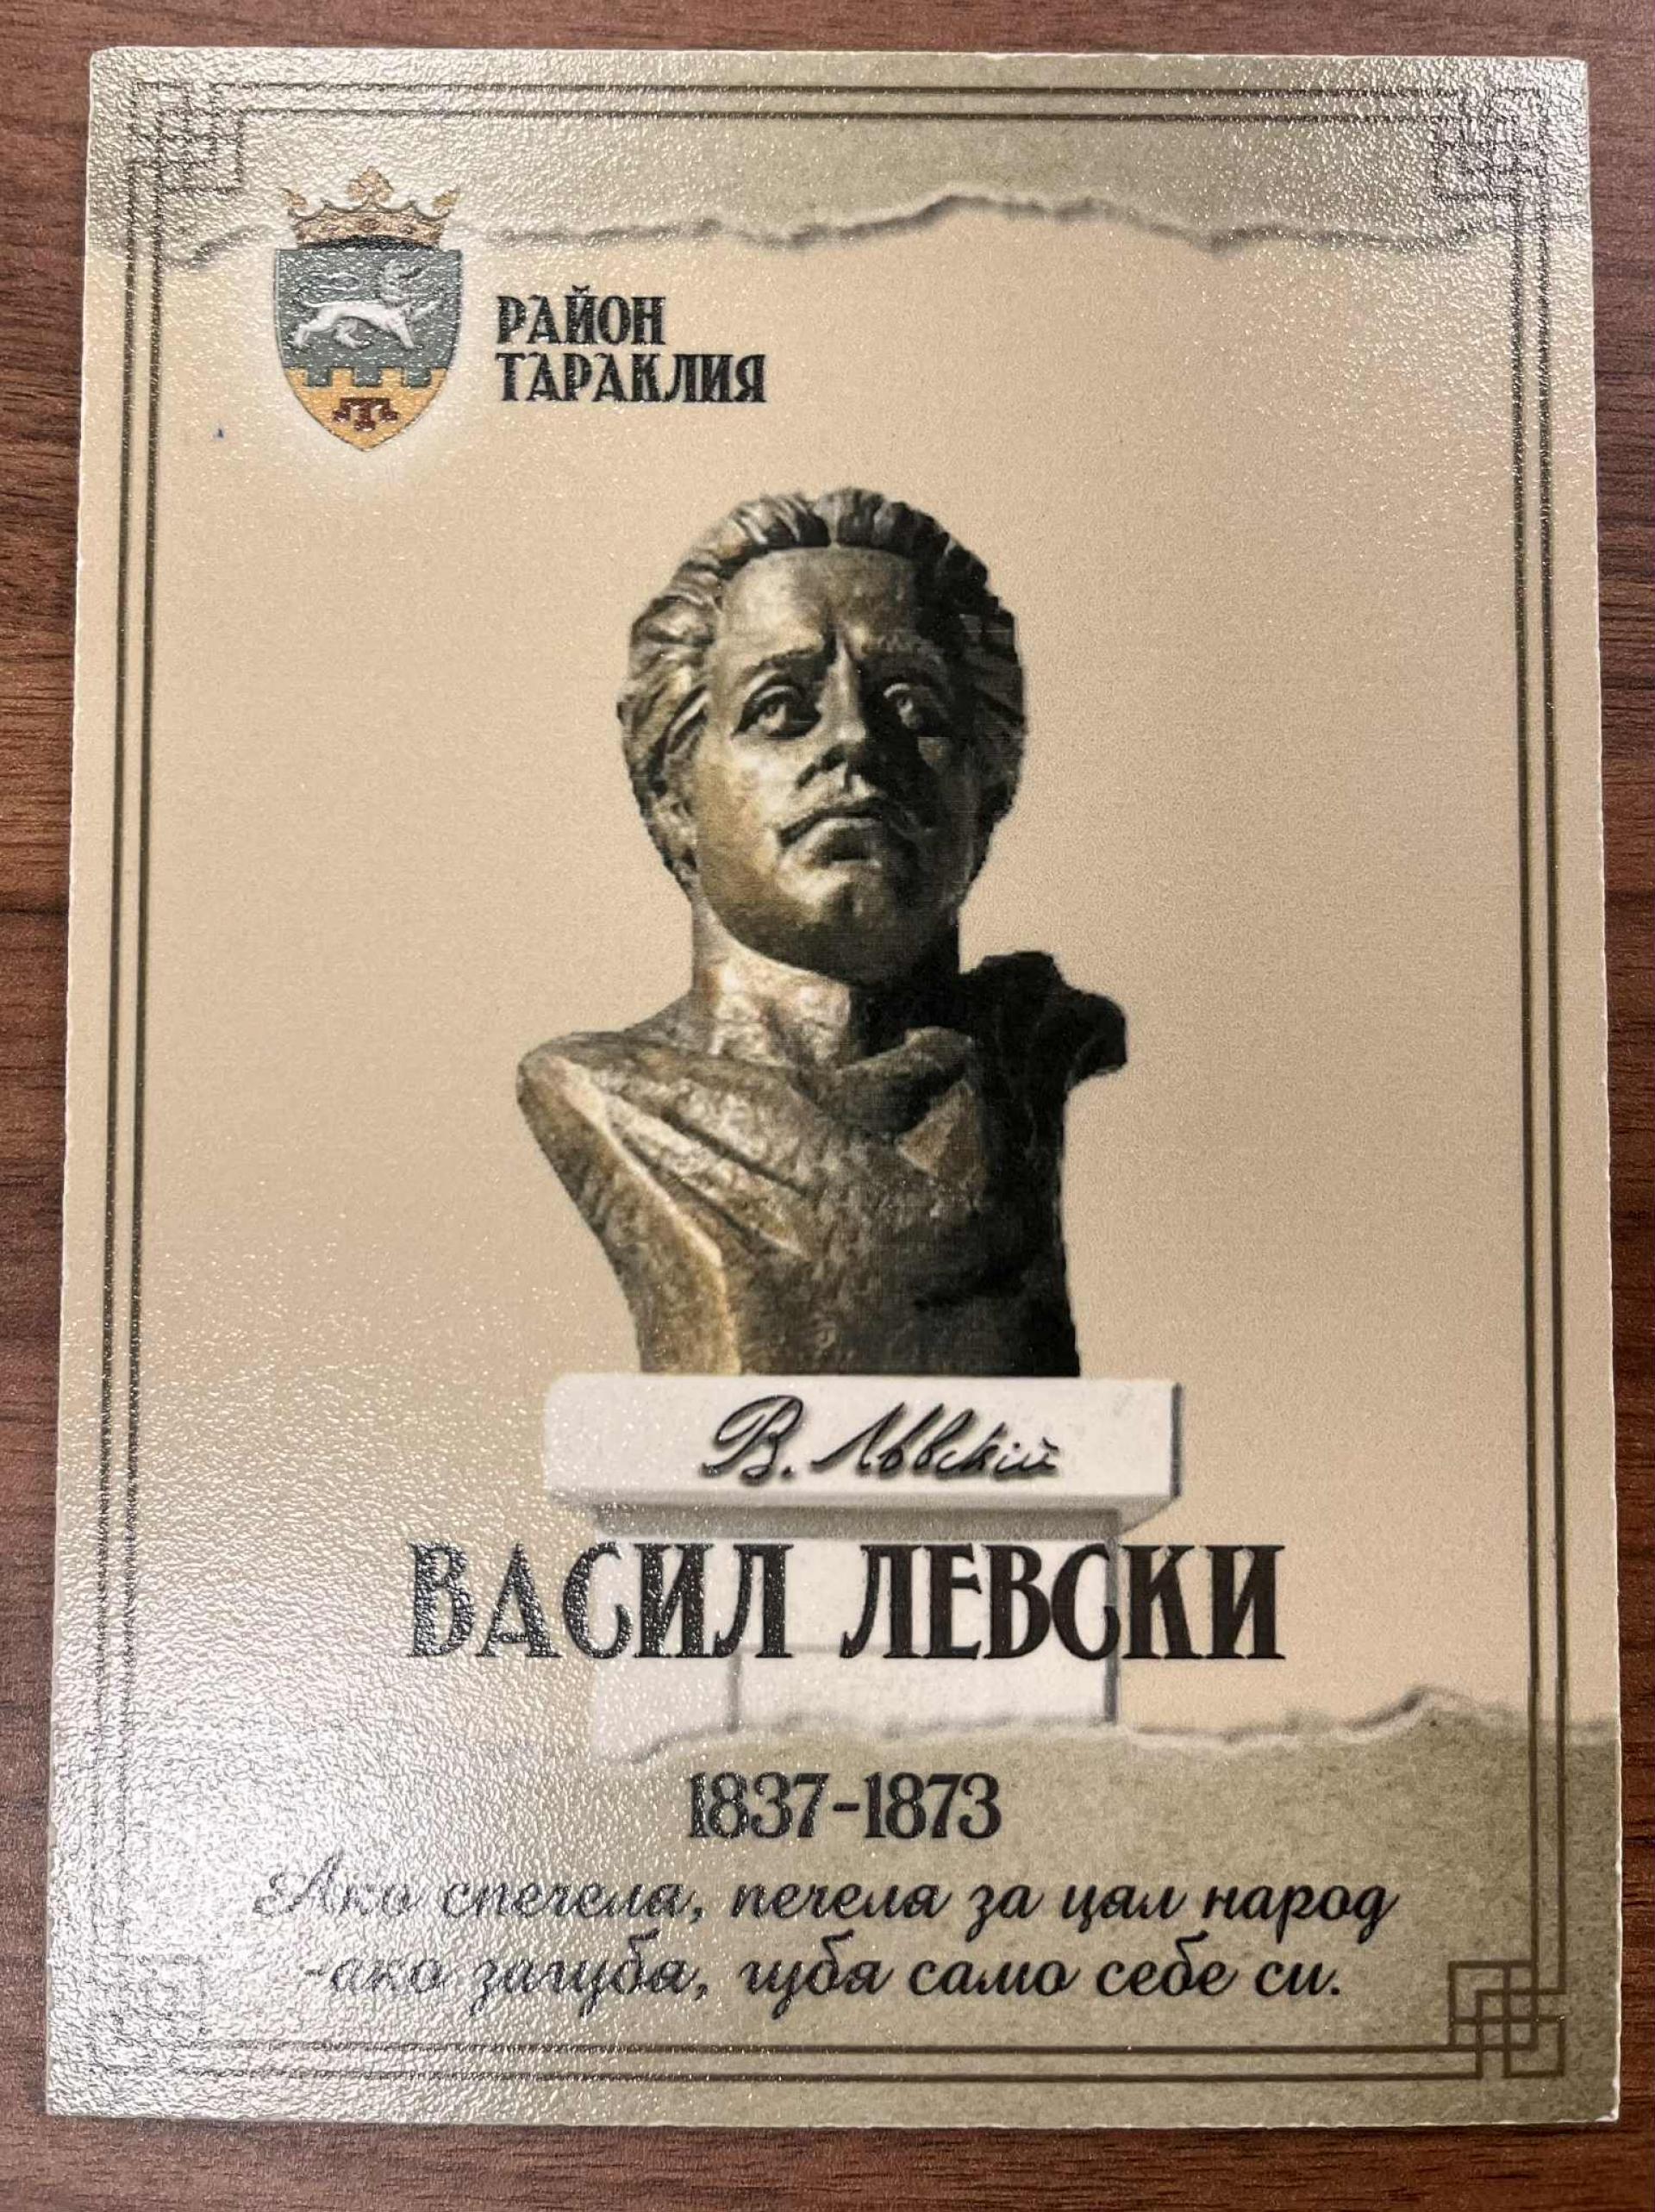 РАЙОН
ТАРАКЛИЯ
В. Львскій
ВАСИЛ ЛЕВСКИ
1837-1873
Ако спечеля, печеля за цял народ
-ако загубя, губя само себе си.